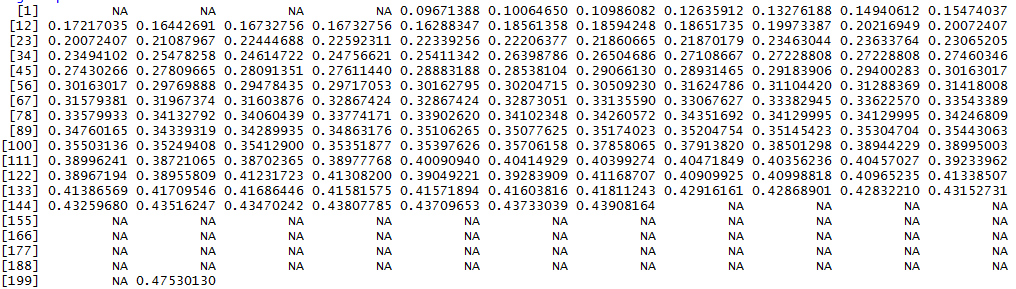 [1] NA NA NA NA 0.09671388 0.10064650 0.10986082 0.12635912 0.13276188 0.14940612 0.15474037
[12] 0.17217035 0.16442691 0.16732756 0.16732756 0.16288347 0.18561358 0.18594248 0.18651735 0.19973387 0.20216949 0.20072407
[23] 0.20072407 0.21087967 0.22444688 0.22592311 0.22339256 0.22206377 0.21860665 0.21870179 0.23463044 0.23633764 0.23065205
[34] 0.23494102 0.25478258 0.24614722 0.24756621 0.25411342 0.26398786 0.26504686 0.27108667 0.27228808 0.27228808 0.27460346
[45] 0.27430266 0.27809665 0.28091351 0.27611440 0.28883188 0.28538104 0.29066130 0.28931465 0.29183906 0.29400283 0.30163017
[56] 0.30163017 0.29769888 0.29478435 0.29717053 0.30162795 0.30204715 0.30509230 0.31624786 0.31104420 0.31288369 0.31418008
[67] 0.31579381 0.31967374 0.31603876 0.32867424 0.32867424 0.32873051 0.33135590 0.33067627 0.33382945 0.33622570 0.33543389
[78] 0.33579933 0.34132792 0.34060439 0.33774171 0.33902620 0.34102348 0.34260572 0.34351692 0.34129995 0.34129995 0.34246809
[89] 0.34760165 0.34339319 0.34289935 0.34863176 0.35106265 0.35077625 0.35174023 0.35204754 0.35145423 0.35304704 0.35443063
[100] 0.35503136 0.35249408 0.35412900 0.35351877 0.35397626 0.35706158 0.37858065 0.37913820 0.38501298 0.38944229 0.38995003
[111] 0.38996241 0.38721065 0.38702365 0.38977768 0.40090940 0.40414929 0.40399274 0.40471849 0.40356236 0.40457027 0.39233962
[122] 0.38967194 0.38955809 0.41231723 0.41308200 0.39049221 0.39283909 0.41168707 0.40909925 0.40998818 0.40965235 0.41338507
[133] 0.41386569 0.41709546 0.41686446 0.41581575 0.41571894 0.41603816 0.41811243 0.42916161 0.42868901 0.42832210 0.43152731
[144] 0.43259680 0.43516247 0.43470242 0.43807785 0.43709653 0.43733039 0.43908164 NA NA NA NA
[155] NA NA NA NA NA NA NA NA NA NA NA
[166] NA NA NA NA NA NA NA NA NA NA NA
[177] NA NA NA NA NA NA NA NA NA NA NA
[188] NA NA NA NA NA NA NA NA NA NA NA
[199] NA 0.47530130